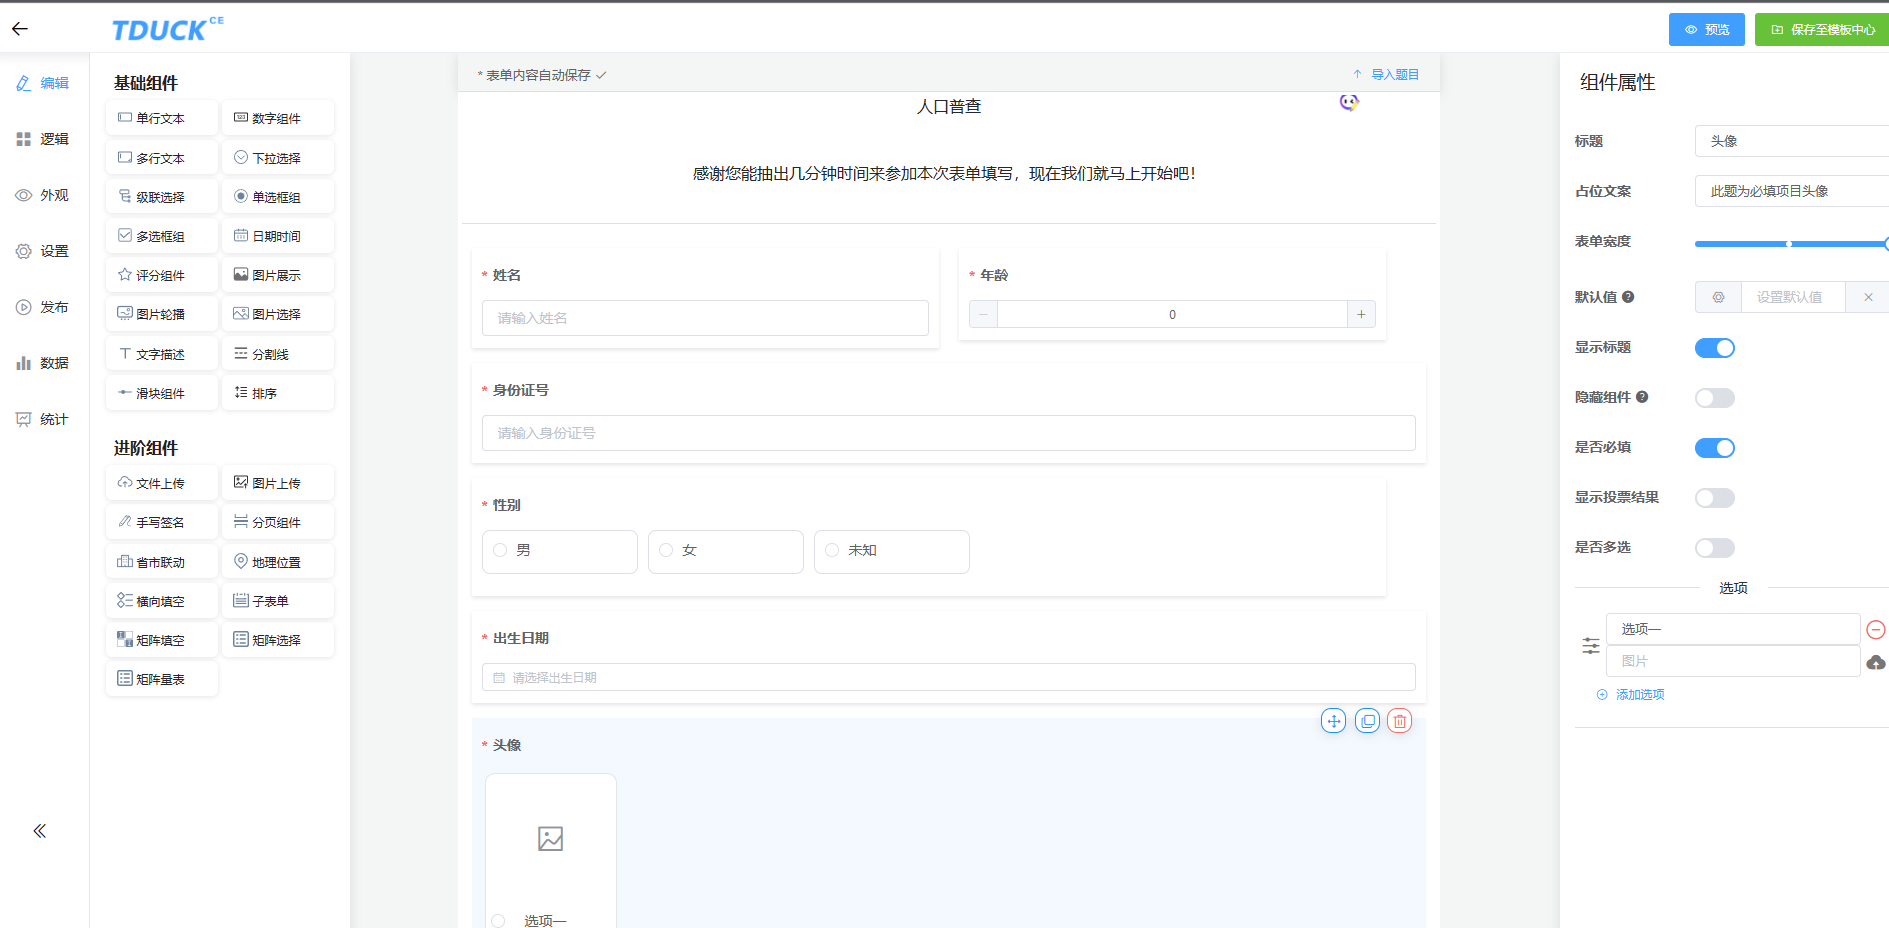 TDUCK CE
预览
保存至模板中心
编辑
逻辑
外观
设置
发布
数据
统计
基础组件
单行文本
数字组件
多行文本
下拉选择
级联选择
单选框组
多选框组
日期时间
评分组件
图片展示
图片轮播
图片选择
文字描述
分割线
滑块组件
排序
进阶组件
文件上传
图片上传
手写签名
分页组件
省市联动
地理位置
横向填空
子表单
矩阵填空
矩阵选择
矩阵量表
* 表单内容自动保存
导入题目
人口普查
感谢您能抽出几分钟时间来参加本次表单填写，现在我们就马上开始吧！
* 姓名
请输入姓名
* 年龄
0
* 身份证号
请输入身份证号
* 性别
男
女
未知
* 出生日期
请选择出生日期
* 头像
选项一
组件属性
标题
头像
占位文案
此题为必填项目头像
表单宽度
默认值
设置默认值
显示标题
隐藏组件
是否必填
显示投票结果
是否多选
选项
选项一
图片
添加选项